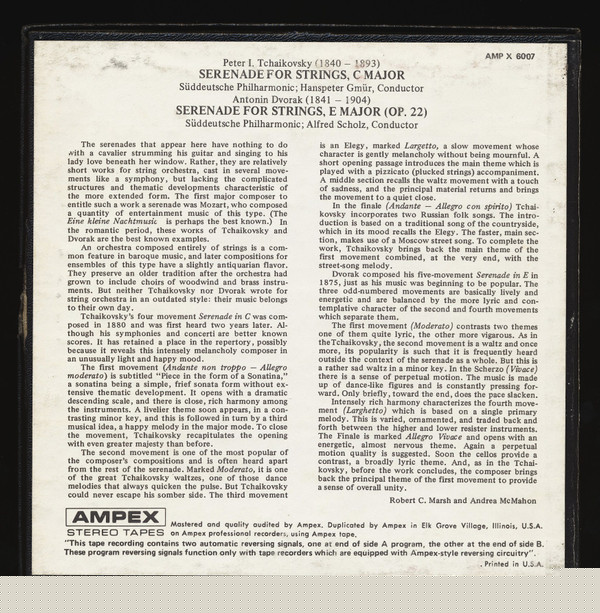 AMP X 6007
Peter I. Tchaikovsky (1840 – 1893)
SERENADE FOR STRINGS, C MAJOR
Süddeutsche Philharmonic; Hanspeter Gmür, Conductor
Antonin Dvorak (1841 – 1904)
SERENADE FOR STRINGS, E MAJOR (OP. 22)
Süddeutsche Philharmonic; Alfred Scholz, Conductor
The serenades that appear here have nothing to do
with a cavalier strumming his guitar and singing to his
lady love beneath her window. Rather, they are relatively
short works for string orchestra, cast in several move-
ments like a symphony, but lacking the complicated
structures and thematic developments characteristic of
the more extended form. The first major composer to
entitle such a work a serenade was Mozart, who composed
a quantity of entertainment music of this type. (The
Eine kleine Nachtmusic is perhaps the best known.) In
the romantic period, these works of Tchaikovsky and
Dvorak are the best known examples.
An orchestra composed entirely of strings is a com-
mon feature in baroque music, and later compositions for
ensembles of this type have a slightly antiquarian flavor.
They preserve an older tradition after the orchestra had
grown to include choirs of woodwind and brass instru-
ments. But neither Tchaikovsky nor Dvorak wrote for
string orchestra in an outdated style: their music belongs
to their own day.
Tchaikovsky's four movement Serenade in C was com-
posed in 1880 and was first heard two years later. Al-
though his symphonies and concerti are better known
scores. It has retained a place in the repertory, possibly
because it reveals this intensely melancholy composer in
an unusually light and happy mood.
The first movement (Andante non troppo – Allegro
moderato) is subtitled "Piece in the form of a Sonatina,"
a sonatina being a simple, frief sonata form without ex-
tensive thematic development. It opens with a dramatic
descending scale, and there is close, rich harmony among
the instruments. A livelier theme soon appears, in a con-
trasting minor key, and this is followed in turn by a third
musical idea, a happy melody in the major mode. To close
the movement, Tchaikovsky recapitulates the opening
with even greater majesty than before.
The second movement is one of the most popular of
the composer's compositions and is often heard apart
from the rest of the serenade. Marked Moderato, it is one
of the great Tchaikovsky waltzes, one of those dance
melodies that always quicken the pulse. But Tchaikovsky
could never escape his somber side. The third movement
is an Elegy, marked Largetto, a slow movement whose
character is gently melancholy without being mournful. A
short opening passage introduces the main theme which is
played with a pizzicato (plucked strings) accompaniment.
A middle section recalls the waltz movement with a touch
of sadness, and the principal material returns and brings
the movement to a quiet close.
In the finale (Andante – Allegro con spirito) Tchai-
kovsky incorporates two Russian folk songs. The intro-
duction is based on a traditional song of the countryside,
which in its mood recalls the Elegy. The faster, main sec-
tion, makes use of a Moscow street song. To complete the
work, Tchaikovsky brings back the main theme of the
first movement combined, at the very end, with the
street-song melody.
Dvorak composed his five-movement Serenade in E in
1875, just as his music was beginning to be popular. The
three odd-numbered movements are basically lively and
energetic and are balanced by the more lyric and con-
templative character of the second and fourth movements
which separate them.
The first movement (Moderato) contrasts two themes
one of them quite lyric, the other more vigorous. As in
theTchaikovsky, the second movement is a waltz and once
more, its popularity is such that it is frequently heard
outside the context of the serenade as a whole. But this is
a rather sad waltz in a minor key. In the Scherzo (Vivace)
there is a sense of perpetual motion. The music is made
up of dance-like figures and is constantly pressing for-
ward. Only briefly, toward the end, does the pace slacken.
Intensely rich harmony characterizes the fourth move-
ment (Larghetto) which is based on a single primary
melody. This is varied, ornamented, and traded back and
forth between the higher and lower resister instruments.
The Finale is marked Allegro Vivace and opens with an
energetic, almost nervous theme. Again a perpetual
motion quality is suggested. Soon the cellos provide a
contrast, a broadly lyric theme. And, as in the Tchai-
kovsky, before the work concludes, the composer brings
back the principal theme of the first movement to provide
a sense of overall unity.
Robert C. Marsh and Andrea McMahon
AMPEX
STEREO TAPES
Mastered and quality audited by Ampex. Duplicated by Ampex in Elk Grove Village, Illinois, U.S.A.
on Ampex professional recorders, using Ampex tape.
"This tape recording contains two automatic reversing signals, one at end of side A program, the other at the end of side B.
These program reversing signals function only with tape recorders which are equipped with Ampex-style reversing circuitry".
Printed in U.S.A.